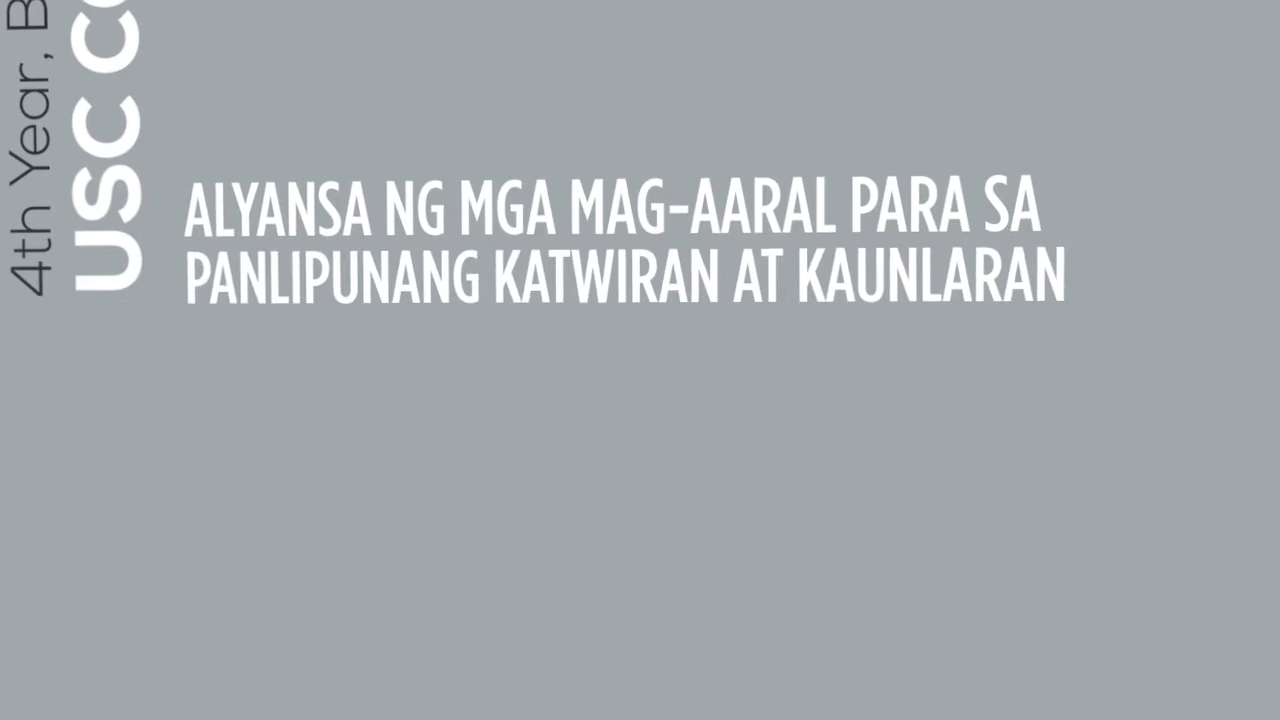 4th Year, B
USC
ALYANSA NG MGA MAG-AARAL PARA SA
PANLIPUNANG KATWIRAN AT KAUNLARAN